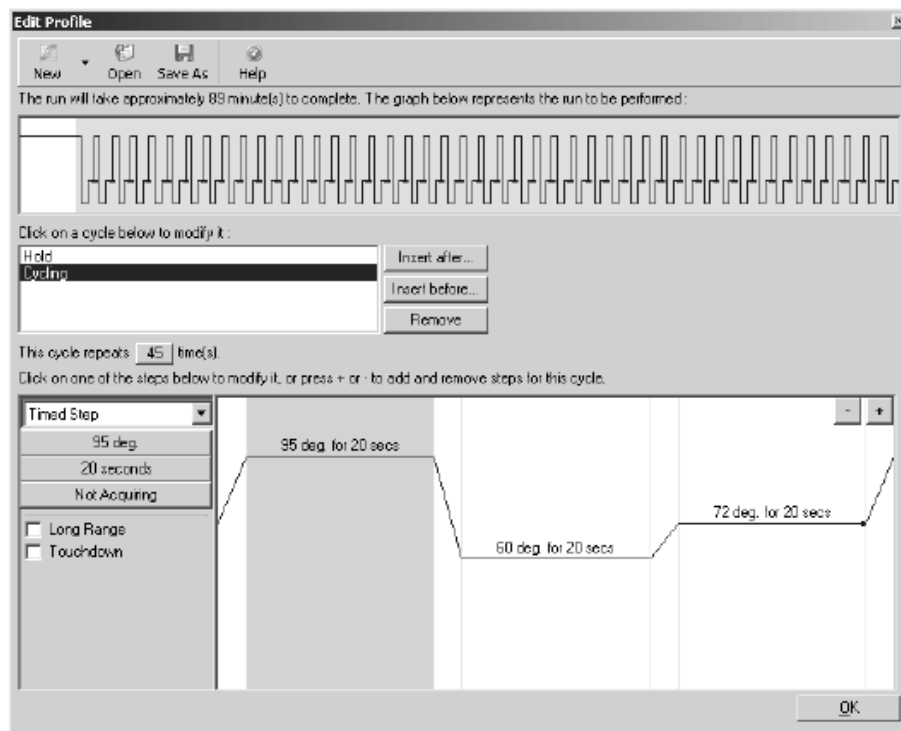 Edit Profile
New Open Save As Help
The run will take approximately 89 minute(s) to complete. The graph below represents the run to be performed:
Click on a cycle below to modify it :
Hold
Cycling
Insert after...
Insert before...
Remove
This cycle repeats 45 time(s).
Click on one of the steps below to modify it, or press + or - to add and remove steps for this cycle.
Timed Step
95 deg.
20 seconds
Not Acquiring
Long Range
Touchdown
- +
95 deg. for 20 secs
60 deg. for 20 secs
72 deg. for 20 secs
OK